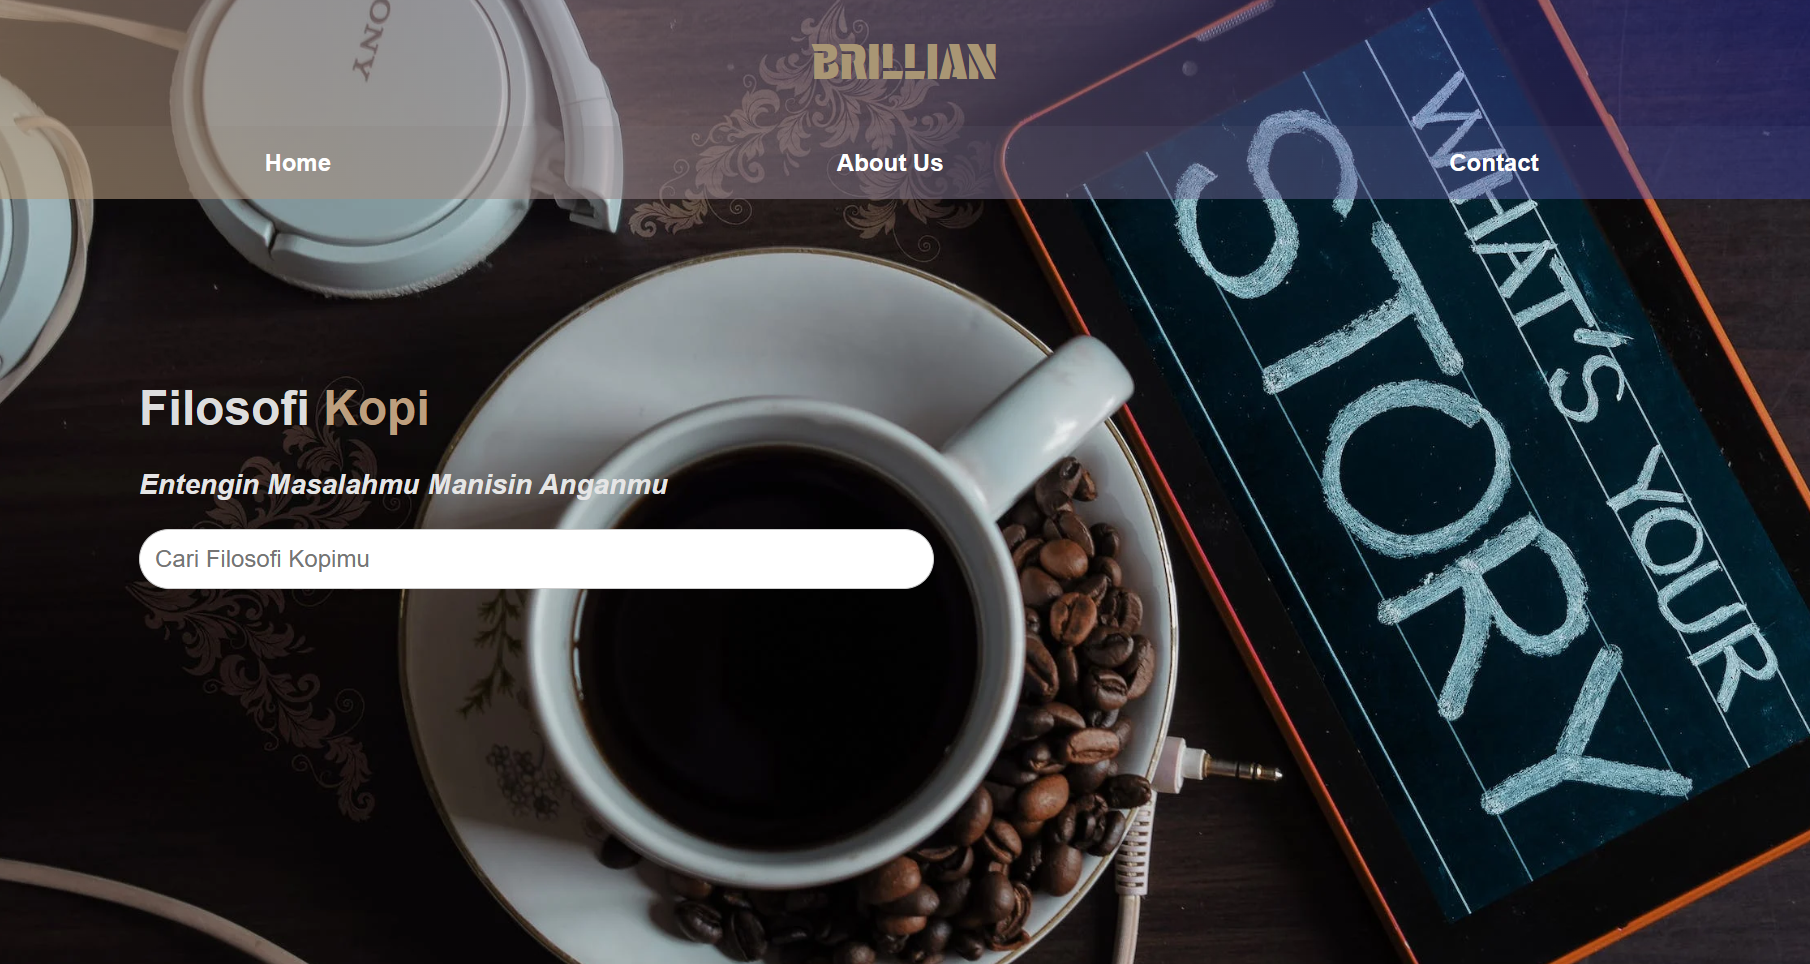 SONY
BRILLIAN
Home
About Us
Contact
Filosofi Kopi
Entengin Masalahmu Manisin Anganmu
Cari Filosofi Kopimu
WHAT'S YOUR
STORY